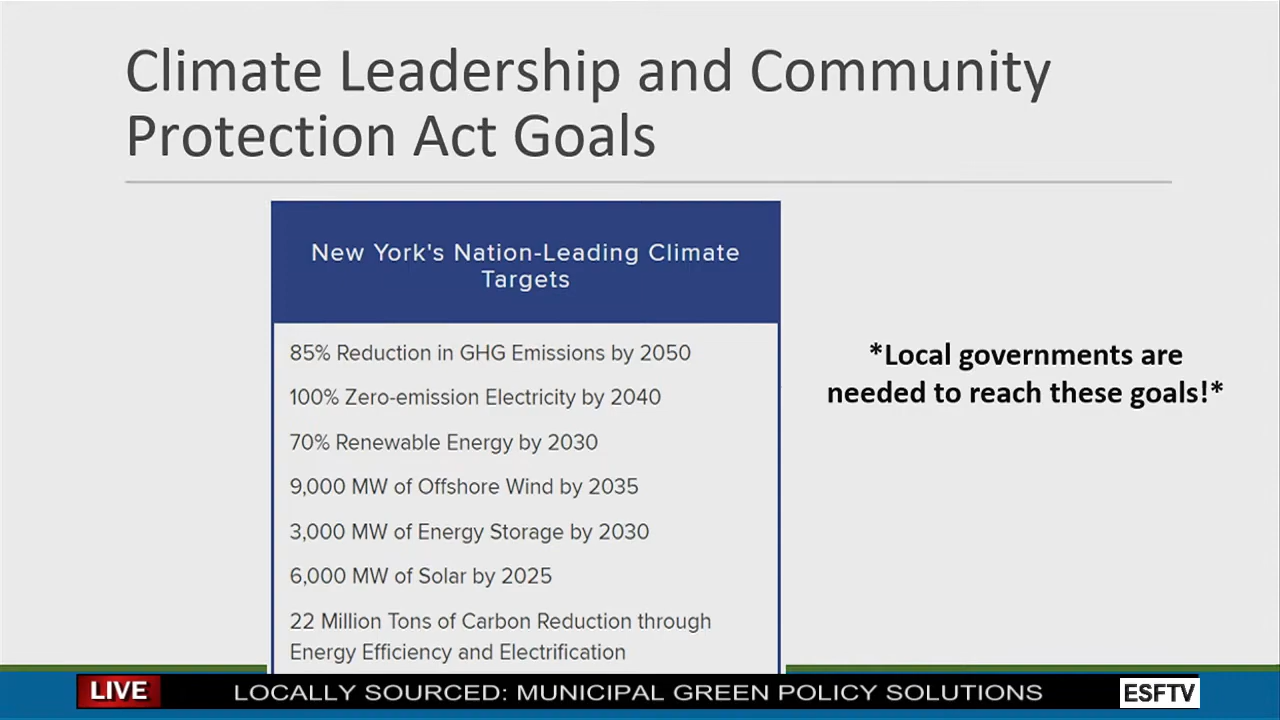 Climate Leadership and Community
Protection Act Goals
New York's Nation-Leading Climate
Targets
85% Reduction in GHG Emissions by 2050
100% Zero-emission Electricity by 2040
70% Renewable Energy by 2030
9,000 MW of Offshore Wind by 2035
3,000 MW of Energy Storage by 2030
6,000 MW of Solar by 2025
22 Million Tons of Carbon Reduction through
Energy Efficiency and Electrification
*Local governments are
needed to reach these goals!*
LIVE
LOCALLY SOURCED: MUNICIPAL GREEN POLICY SOLUTIONS
ESFTV